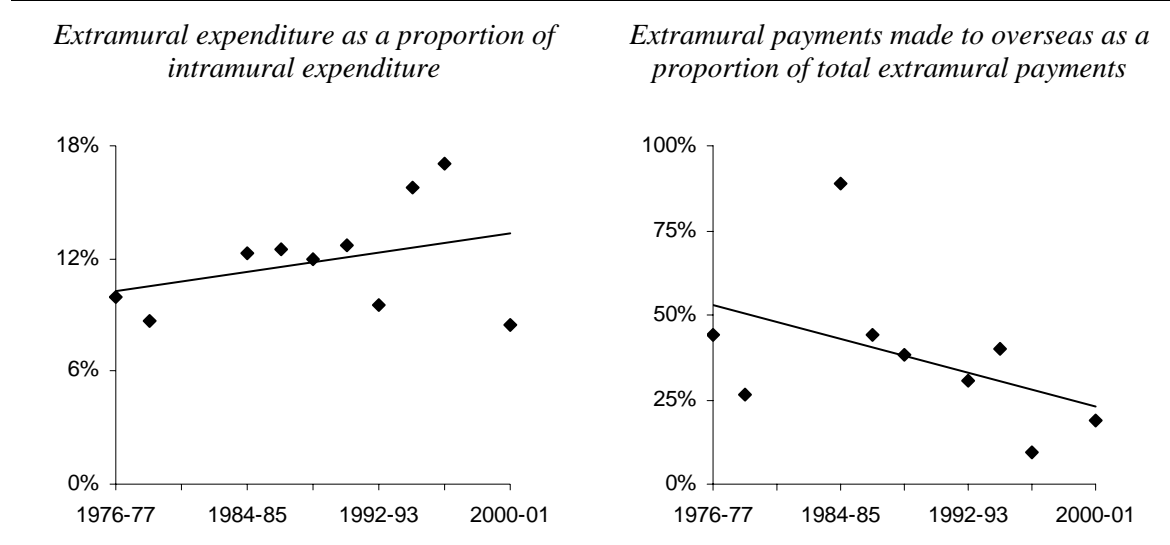 Extramural expenditure as a proportion of
intramural expenditure
18%
12%
6%
0%
1976-77 1984-85 1992-93 2000-01
Extramural payments made to overseas as a
proportion of total extramural payments
100%
75%
50%
25%
0%
1976-77 1984-85 1992-93 2000-01